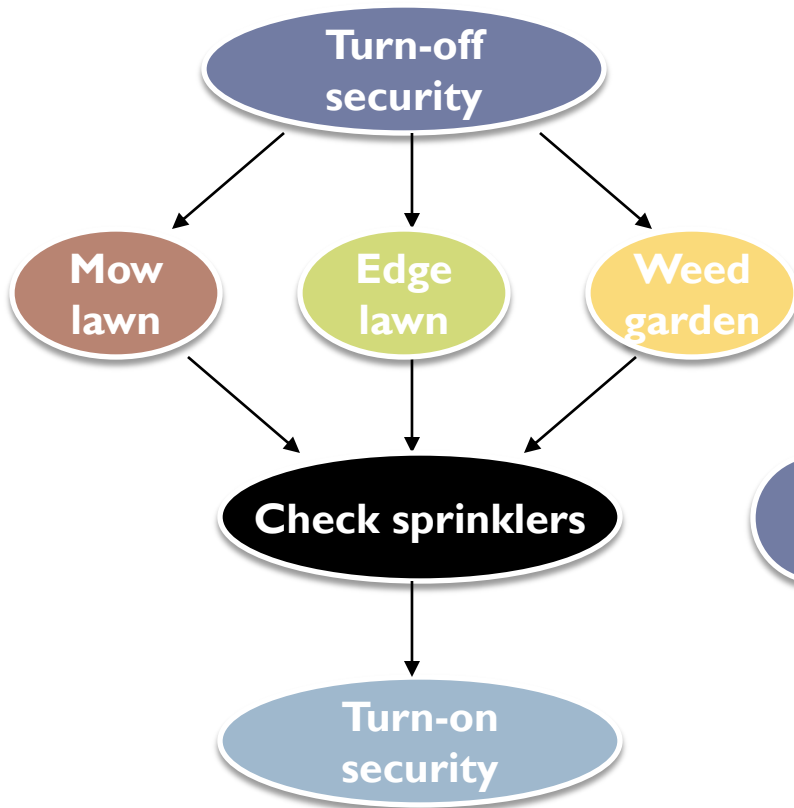 Turn-off
security
Mow
lawn
Edge
lawn
Weed
garden
Check sprinklers
Turn-on
security